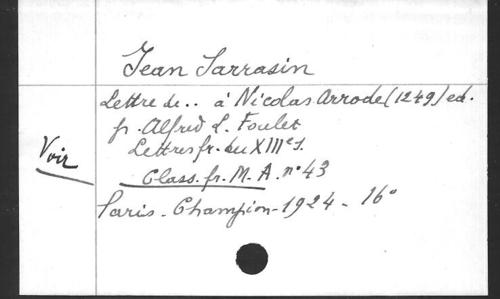 Jean Sarrasin
Lettre de.. à Nicolas Arrode (1249) ed.
p. Alfred L. Foulet
Lettres fr. du XIIIe s.
Voir
Class. fr. M. A. n° 43
Paris - Champion - 1924 - 16°